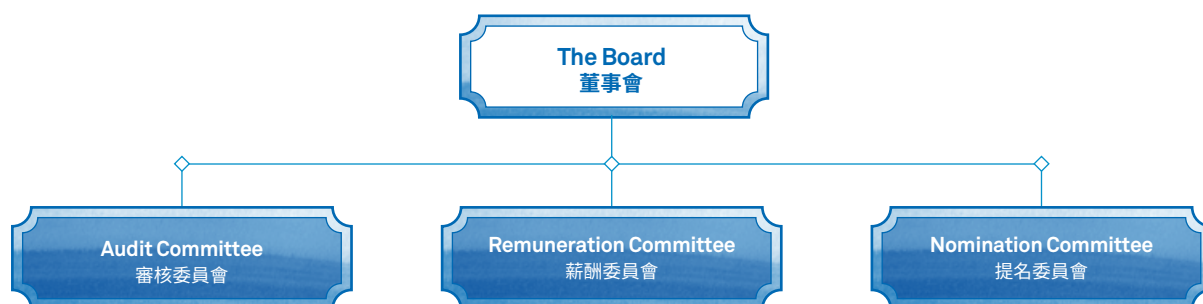 The Board
董事會
Audit Committee
審核委員會
Remuneration Committee
薪酬委員會
Nomination Committee
提名委員會